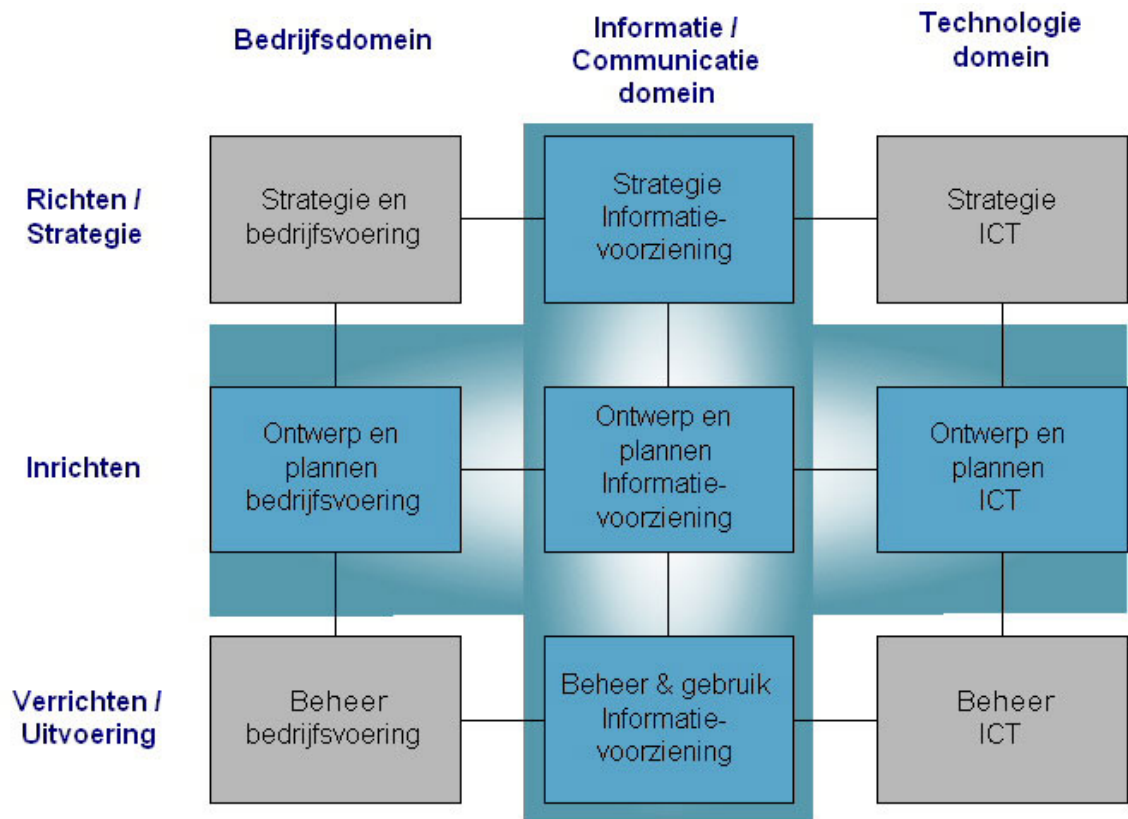 Bedrijfsdomein
Informatie /
Communicatie
domein
Technologie
domein
Richten /
Strategie
Strategie en
bedrijfsvoering
Strategie
Informatie-
voorziening
Strategie
ICT
Inrichten
Ontwerp en
plannen
bedrijfsvoering
Ontwerp en
plannen
Informatie-
voorziening
Ontwerp en
plannen
ICT
Verrichten /
Uitvoering
Beheer
bedrijfsvoering
Beheer & gebruik
Informatie-
voorziening
Beheer
ICT